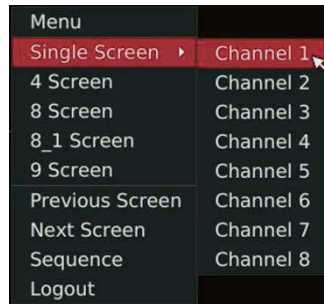 Menu
Single Screen
4 Screen
8 Screen
8_1 Screen
9 Screen
Previous Screen
Next Screen
Sequence
Logout
Channel 1
Channel 2
Channel 3
Channel 4
Channel 5
Channel 6
Channel 7
Channel 8